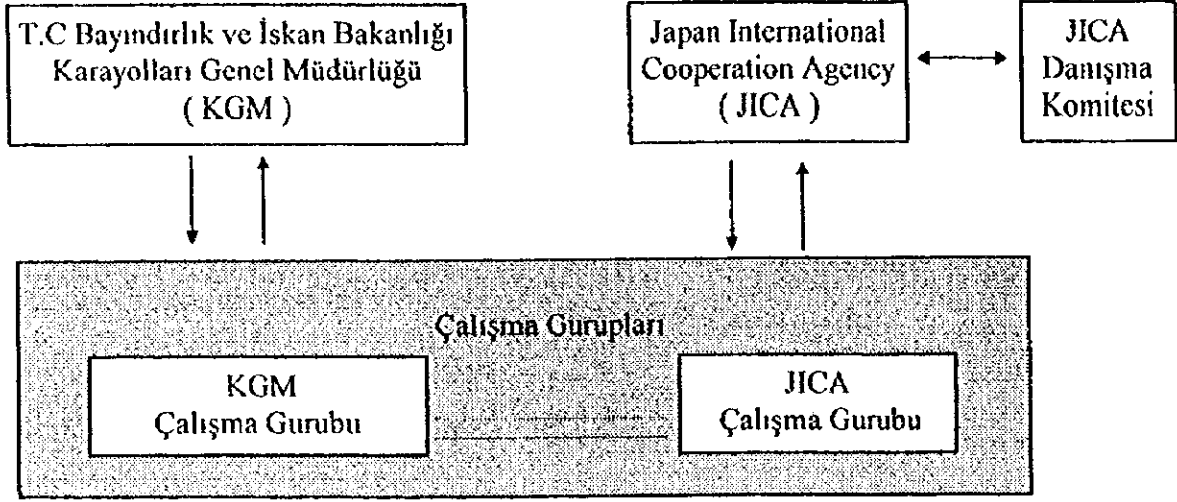 T.C Bayındırlık ve İskan Bakanlığı
Karayolları Genel Müdürlüğü
( KGM )
Japan International
Cooperation Agency
( JICA )
JICA
Danışma
Komitesi
Çalışma Gurupları
KGM
Çalışma Gurubu
JICA
Çalışma Gurubu